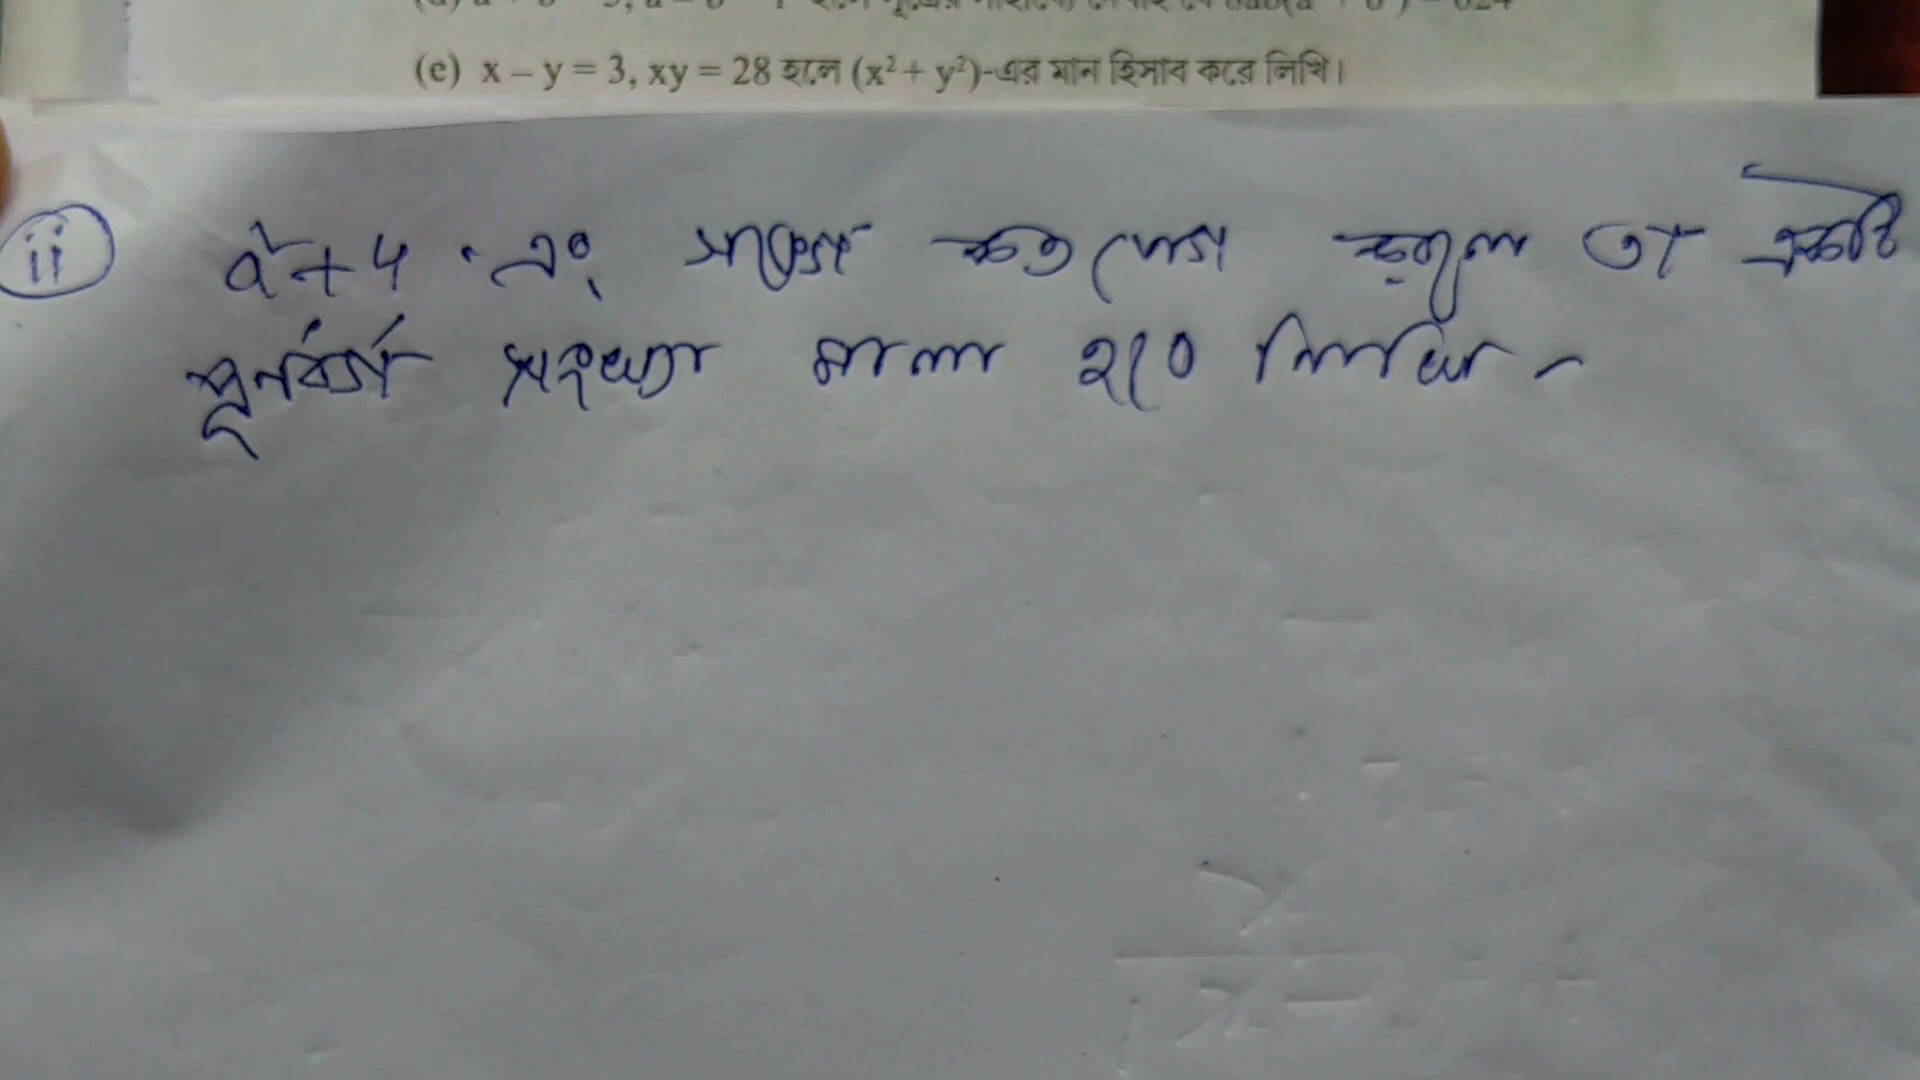 (e) x – y = 3, xy = 28 হলে (x² + y²)-এর মান হিসাব করে লিখি।
ii a² + 4 এর সঙ্গে কত যোগ করলে তা একটি
পূর্ণবর্গ সংখ্যা মালা হবে লিখি -